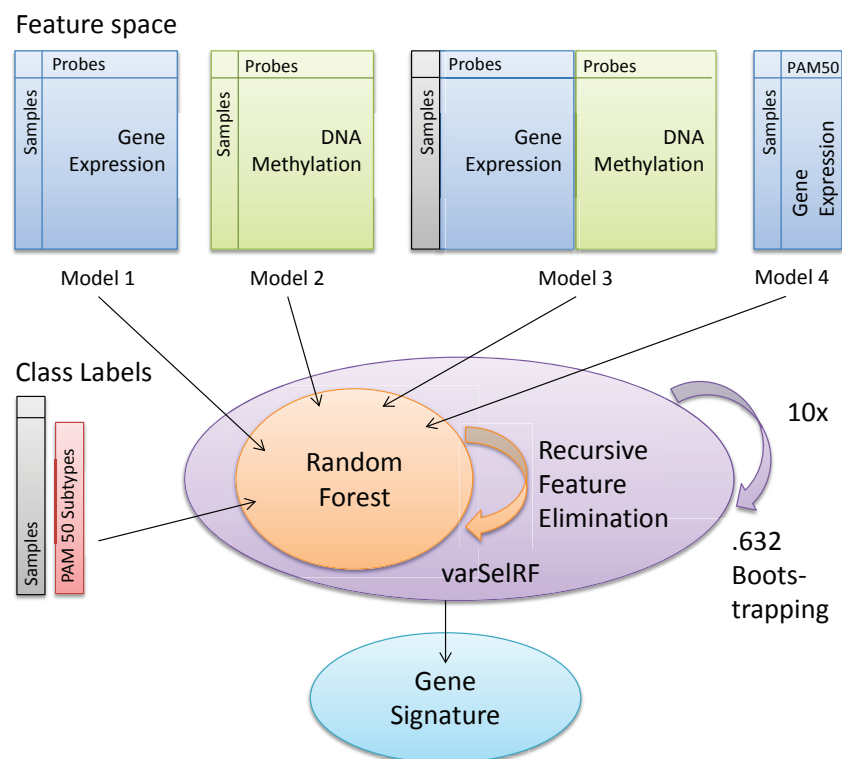 Feature space
Probes
Samples
Gene
Expression
Probes
Samples
DNA
Methylation
Probes
Probes
Samples
Gene
Expression
DNA
Methylation
PAM50
Samples
Gene
Expression
Model 1
Model 2
Model 3
Model 4
Class Labels
Samples
PAM 50 Subtypes
Random
Forest
Recursive
Feature
Elimination
varSelRF
10x
.632
Boots-
trapping
Gene
Signature